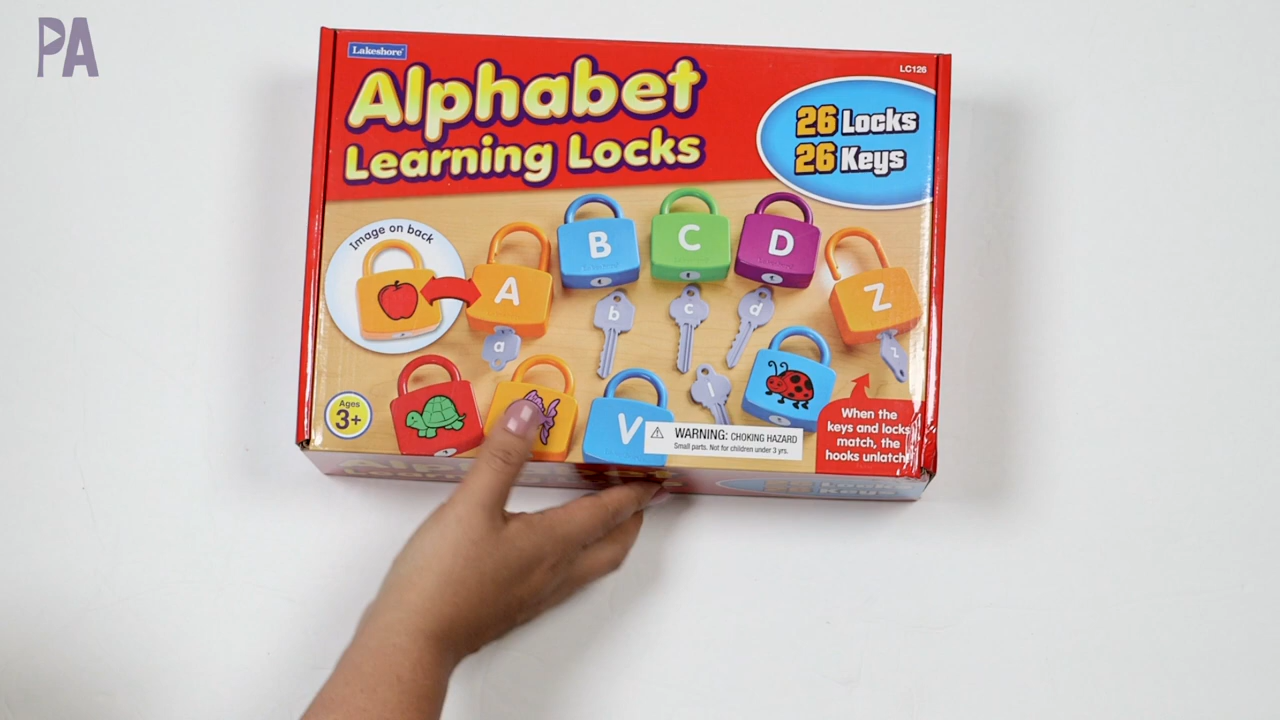 PA
Lakeshore®
LC126
Alphabet
Learning Locks
26 Locks
26 Keys
Image on back
A
B
C
D
Z
a
b
c
d
z
l
V
Ages
3+
WARNING: CHOKING HAZARD
Small parts. Not for children under 3 yrs.
When the
keys and locks
match, the
hooks unlatch!